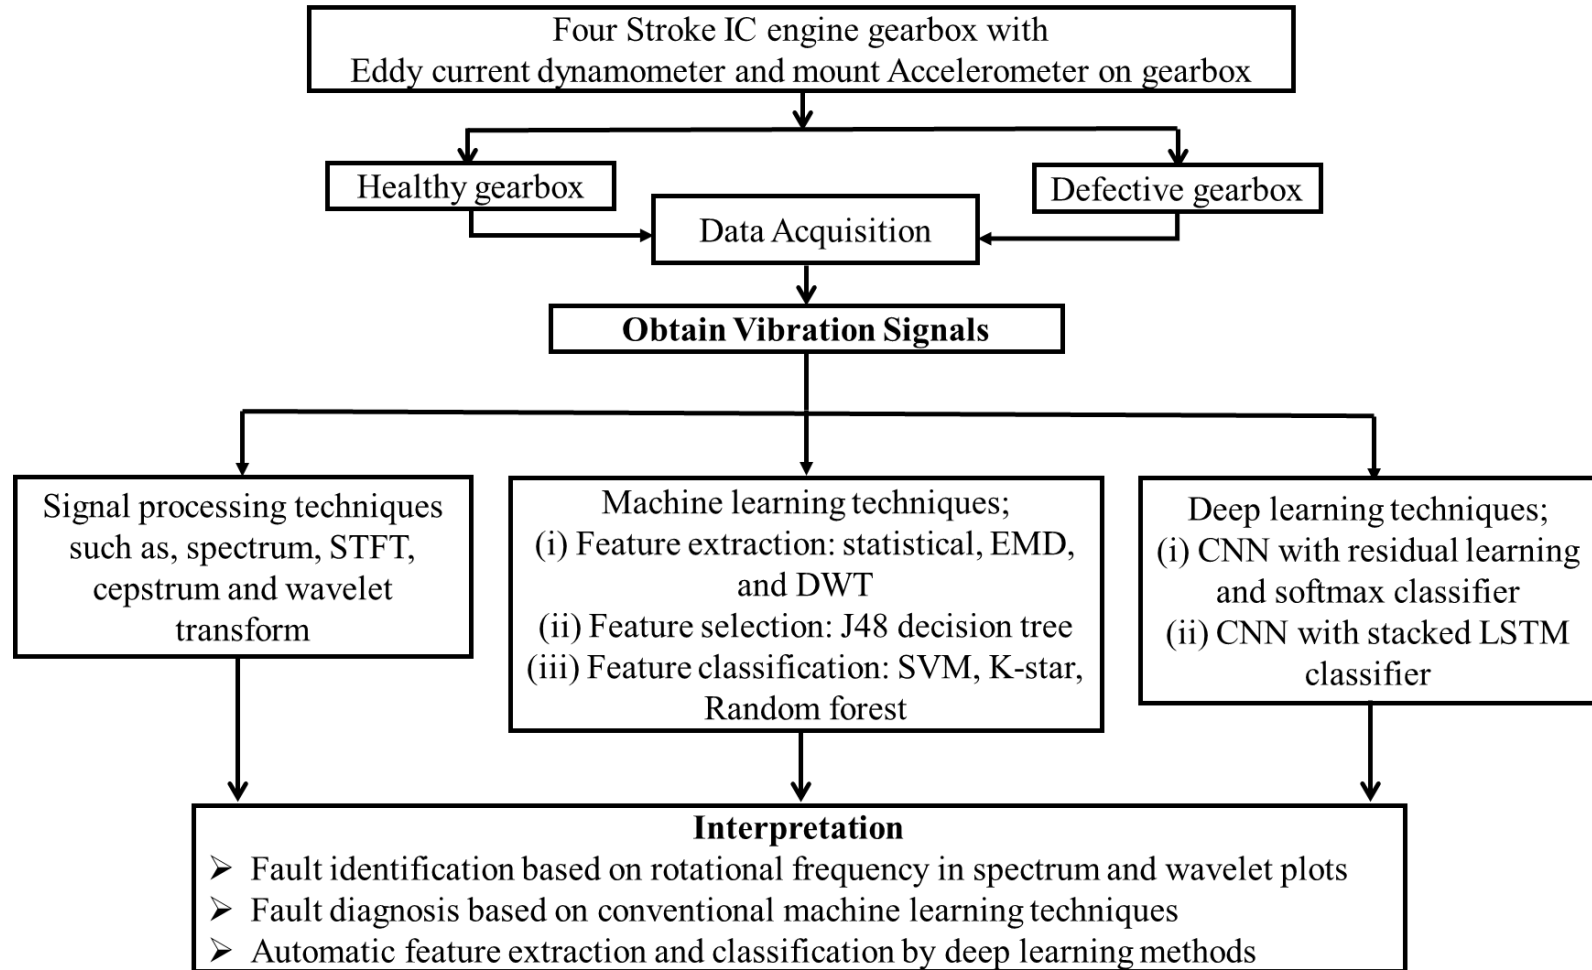 Four Stroke IC engine gearbox with
Eddy current dynamometer and mount Accelerometer on gearbox
Healthy gearbox
Defective gearbox
Data Acquisition
Obtain Vibration Signals
Signal processing techniques
such as, spectrum, STFT,
cepstrum and wavelet
transform
Machine learning techniques;
(i) Feature extraction: statistical, EMD,
and DWT
(ii) Feature selection: J48 decision tree
(iii) Feature classification: SVM, K-star,
Random forest
Deep learning techniques;
(i) CNN with residual learning
and softmax classifier
(ii) CNN with stacked LSTM
classifier
Interpretation
➢ Fault identification based on rotational frequency in spectrum and wavelet plots
➢ Fault diagnosis based on conventional machine learning techniques
➢ Automatic feature extraction and classification by deep learning methods